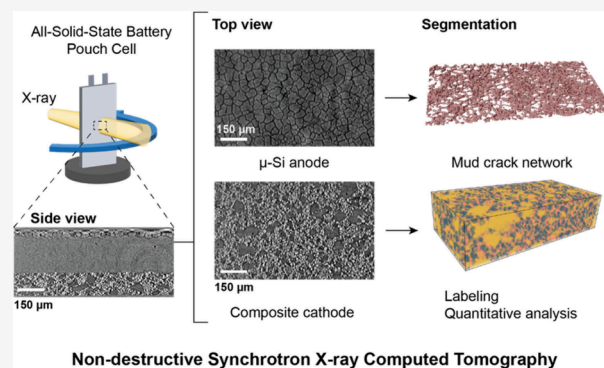 All-Solid-State Battery
Pouch Cell
X-ray
Side view
150 µm
Top view
150 µm
µ-Si anode
150 µm
Composite cathode
Segmentation
Mud crack network
Labeling
Quantitative analysis
Non-destructive Synchrotron X-ray Computed Tomography